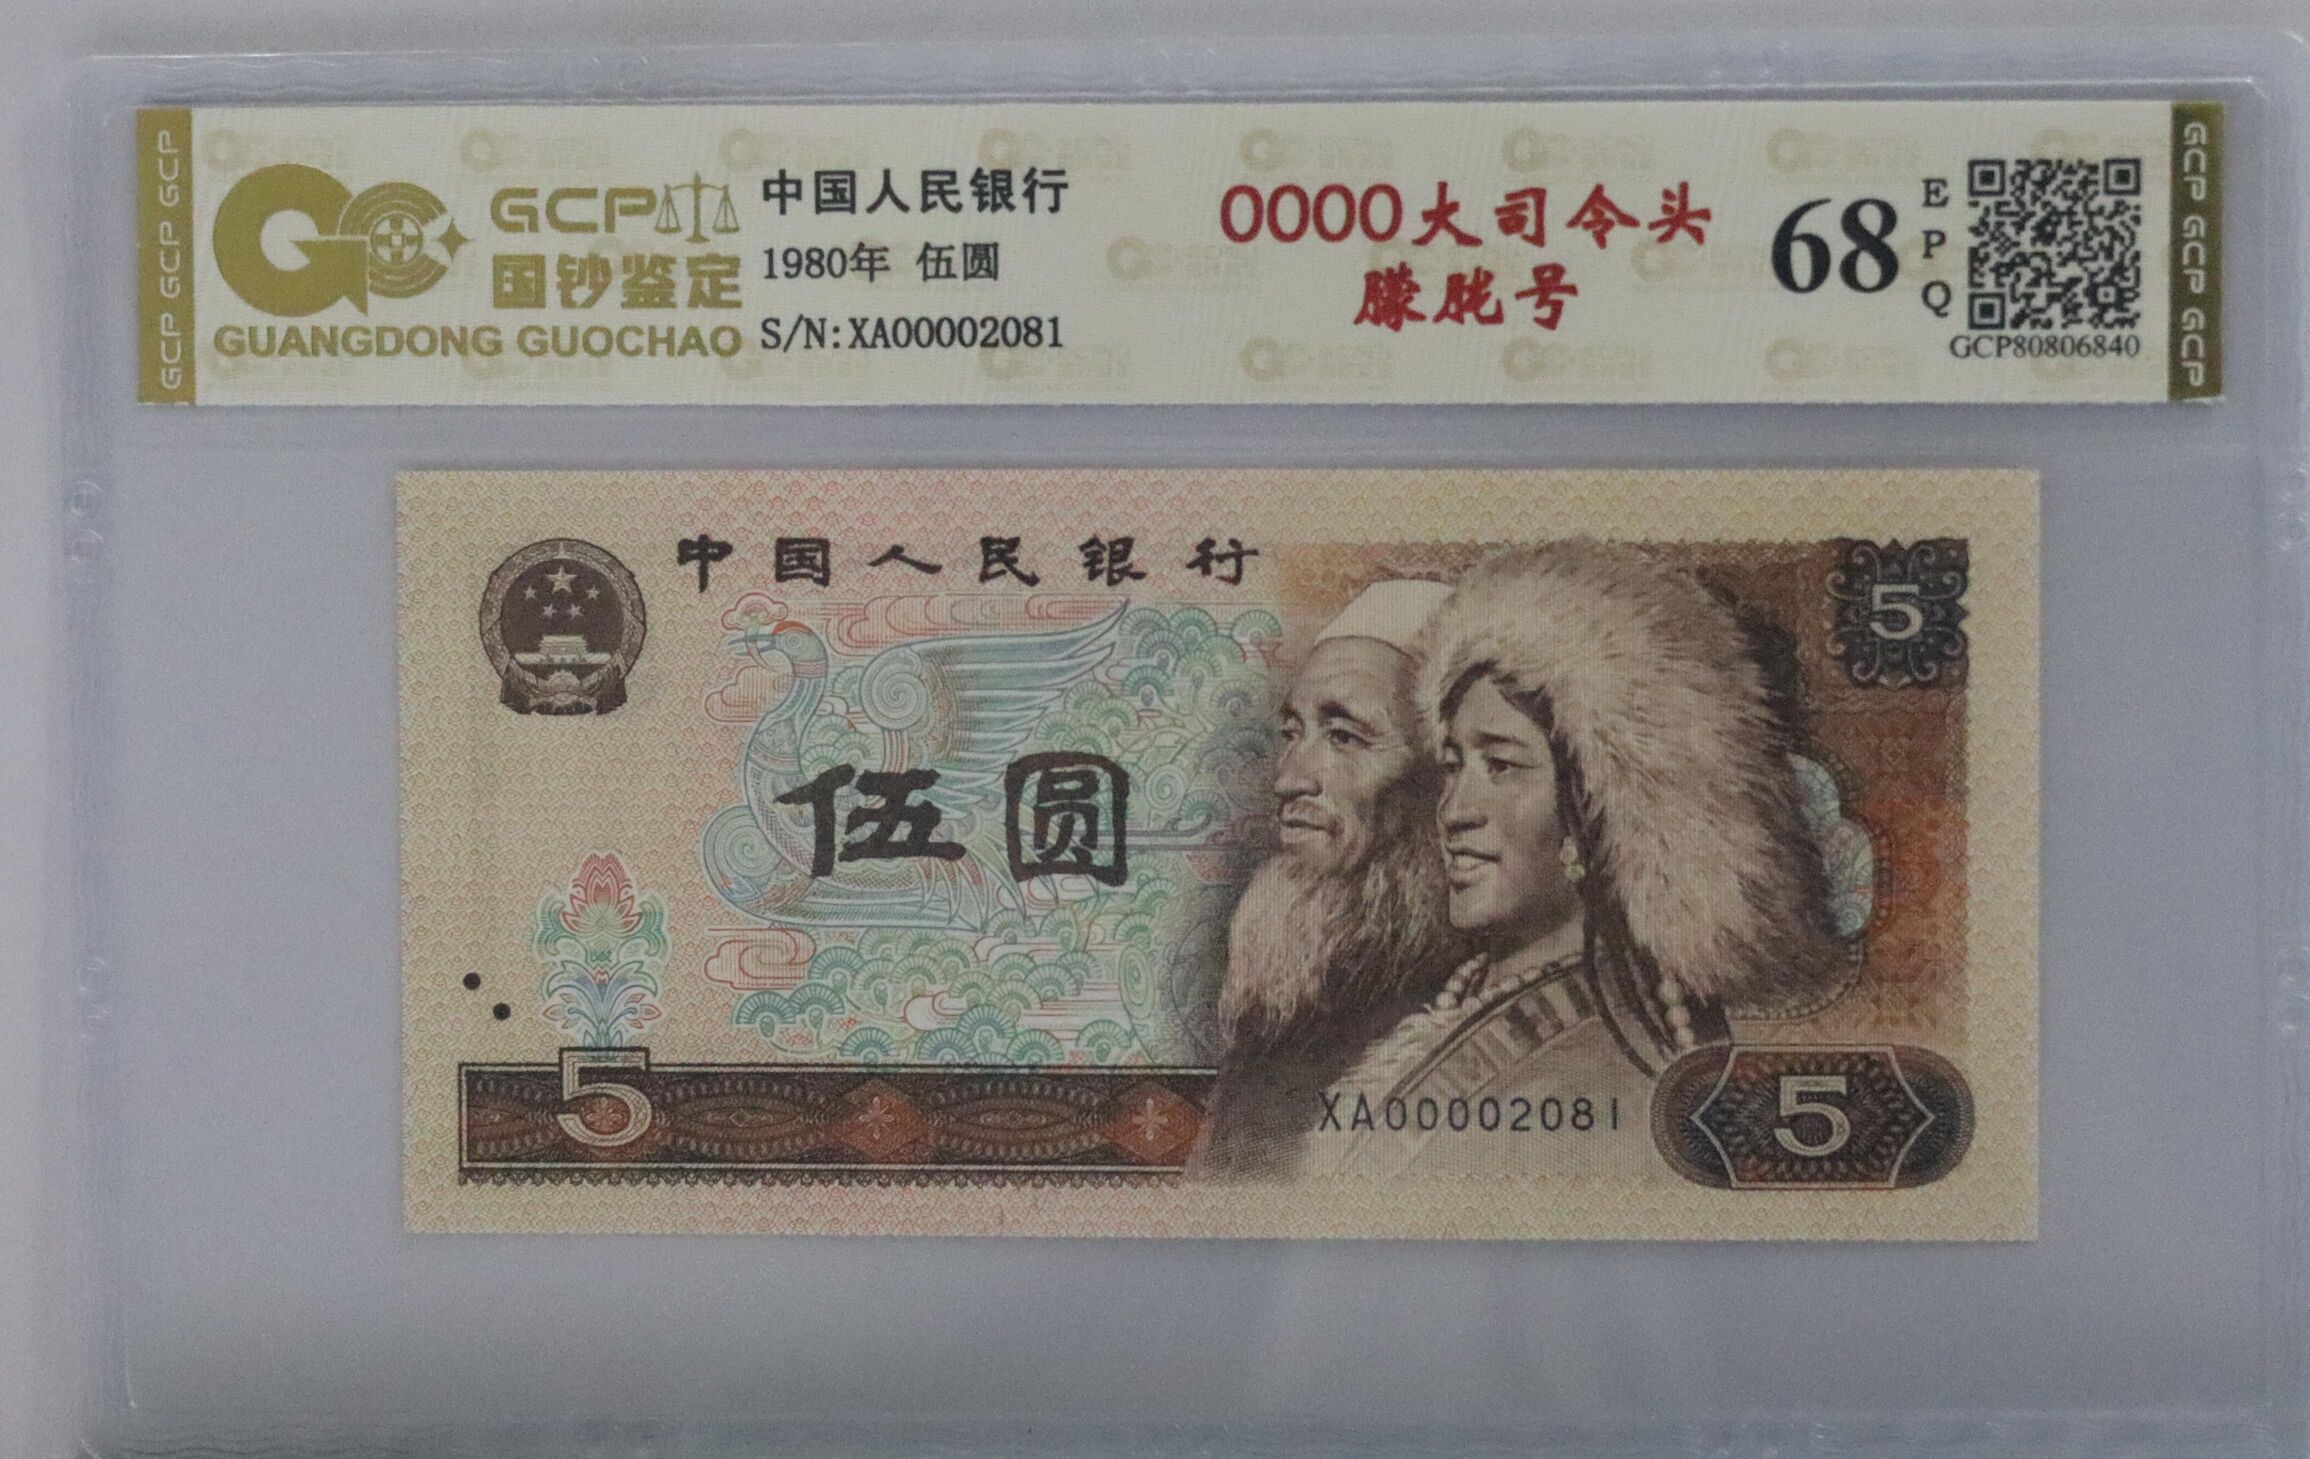 GCP GCP GCP
GCP
国钞鉴定
GUANGDONG GUOCHAO
中国人民银行
1980年 伍圆
S/N:XA00002081
0000大司令头
朦胧号
68
EPQ
GCP80806840
GCP GCP GCP
中国人民银行
5
伍圆
5
XA00002081
5